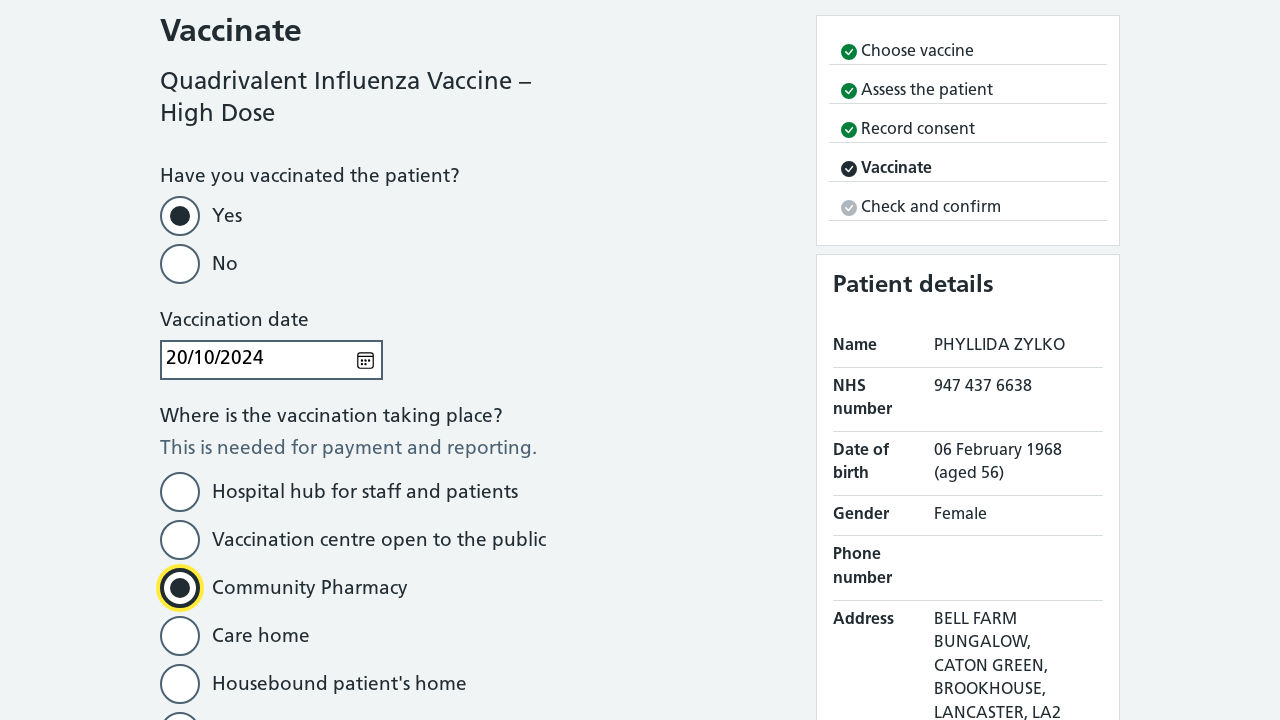 Vaccinate
Quadrivalent Influenza Vaccine –
High Dose
Have you vaccinated the patient?
Yes
No
Vaccination date
20/10/2024
Where is the vaccination taking place?
This is needed for payment and reporting.
Hospital hub for staff and patients
Vaccination centre open to the public
Community Pharmacy
Care home
Housebound patient's home
Choose vaccine
Assess the patient
Record consent
Vaccinate
Check and confirm
Patient details
Name PHYLLIDA ZYLKO
NHS number 947 437 6638
Date of birth 06 February 1968
(aged 56)
Gender Female
Phone number
Address BELL FARM
BUNGALOW,
CATON GREEN,
BROOKHOUSE,
LANCASTER, LA2